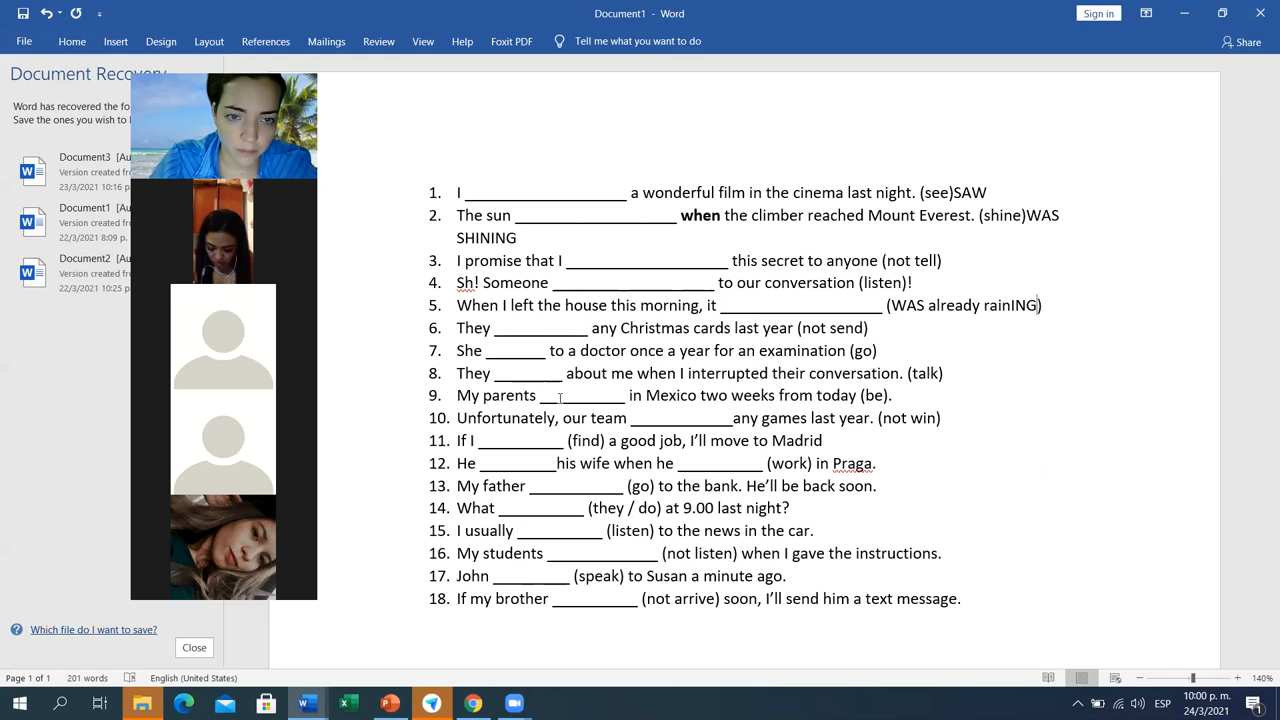 Document1 - Word
Sign in
File Home Insert Design Layout References Mailings Review View Help Foxit PDF Tell me what you want to do Share
Document Recovery
Word has recovered the fo
Save the ones you wish to
Document3 [Au
Version created fro
23/3/2021 10:16 p
Document1 [Au
Version created fro
22/3/2021 8:09 p.
Document2 [Au
Version created fro
22/3/2021 10:25 p
1. I __________________ a wonderful film in the cinema last night. (see)SAW
2. The sun __________________ when the climber reached Mount Everest. (shine)WAS
SHINING
3. I promise that I __________________ this secret to anyone (not tell)
4. Sh! Someone __________________ to our conversation (listen)!
5. When I left the house this morning, it __________________ (WAS already rainING)
6. They __________ any Christmas cards last year (not send)
7. She _______ to a doctor once a year for an examination (go)
8. They ________ about me when I interrupted their conversation. (talk)
9. My parents __________ in Mexico two weeks from today (be).
10. Unfortunately, our team ____________any games last year. (not win)
11. If I __________ (find) a good job, I’ll move to Madrid
12. He _________his wife when he __________ (work) in Praga.
13. My father ___________ (go) to the bank. He’ll be back soon.
14. What __________ (they / do) at 9.00 last night?
15. I usually __________ (listen) to the news in the car.
16. My students _____________ (not listen) when I gave the instructions.
17. John _________ (speak) to Susan a minute ago.
18. If my brother __________ (not arrive) soon, I’ll send him a text message.
Which file do I want to save?
Close
Page 1 of 1 201 words English (United States) 140%
ESP 10:00 p. m.
24/3/2021